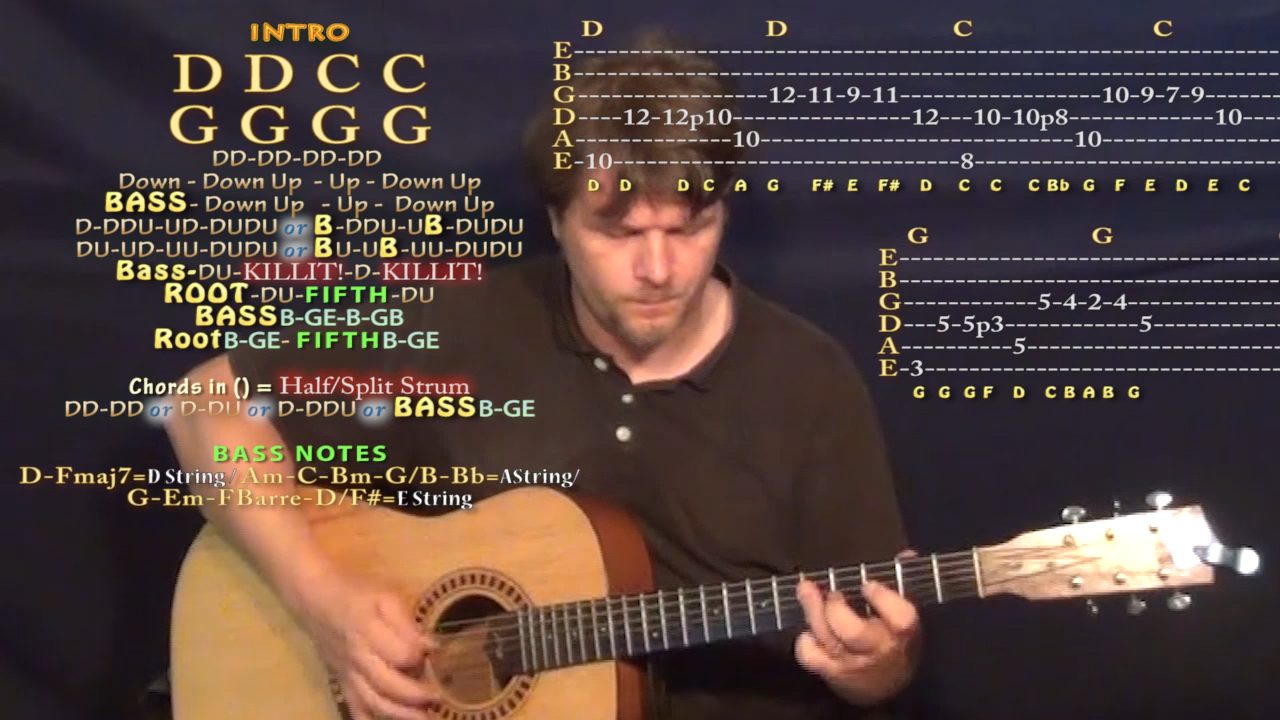 INTRO
D D C C
G G G G
DD-DD-DD-DD
Down - Down Up - Up - Down Up
BASS - Down Up - Up - Down Up
D-DDU-UD-DUDU or B-DDU-UB-DUDU
DU-UD-UU-DUDU or BU-UB-UU-DUDU
Bass-DU-KILLIT!-D-KILLIT!
ROOT-DU-FIFTH-DU
BASSB-GE-B-GB
RootB-GE- FIFTHB-GE
Chords in () = Half/Split Strum
DD-DD or D-DU or D-DDU or BASSB-GE
BASS NOTES
D-Fmaj7=D String / Am-C-Bm-G/B-Bb=AString/
G-Em-FBarre-D/F#=E String
D D C C
E--------------------------------------------------------
B--------------------------------------------------------
G-----------------12-11-9-11------------------10-9-7-9-------
D----12-12p10-----------------12---10-10p8-------------10---
A--------------10------------------------------10--------------
E-10--------------------------------8---------------------------
D D D C A G F# E F# D C C C Bb G F E D E C
G G
E-----------------------------------
B-----------------------------------
G------------5-4-2-4---------------
D---5-5p3--------------5-----------
A-----------5-----------------------
E-3---------------------------------
G G G F D C B A B G